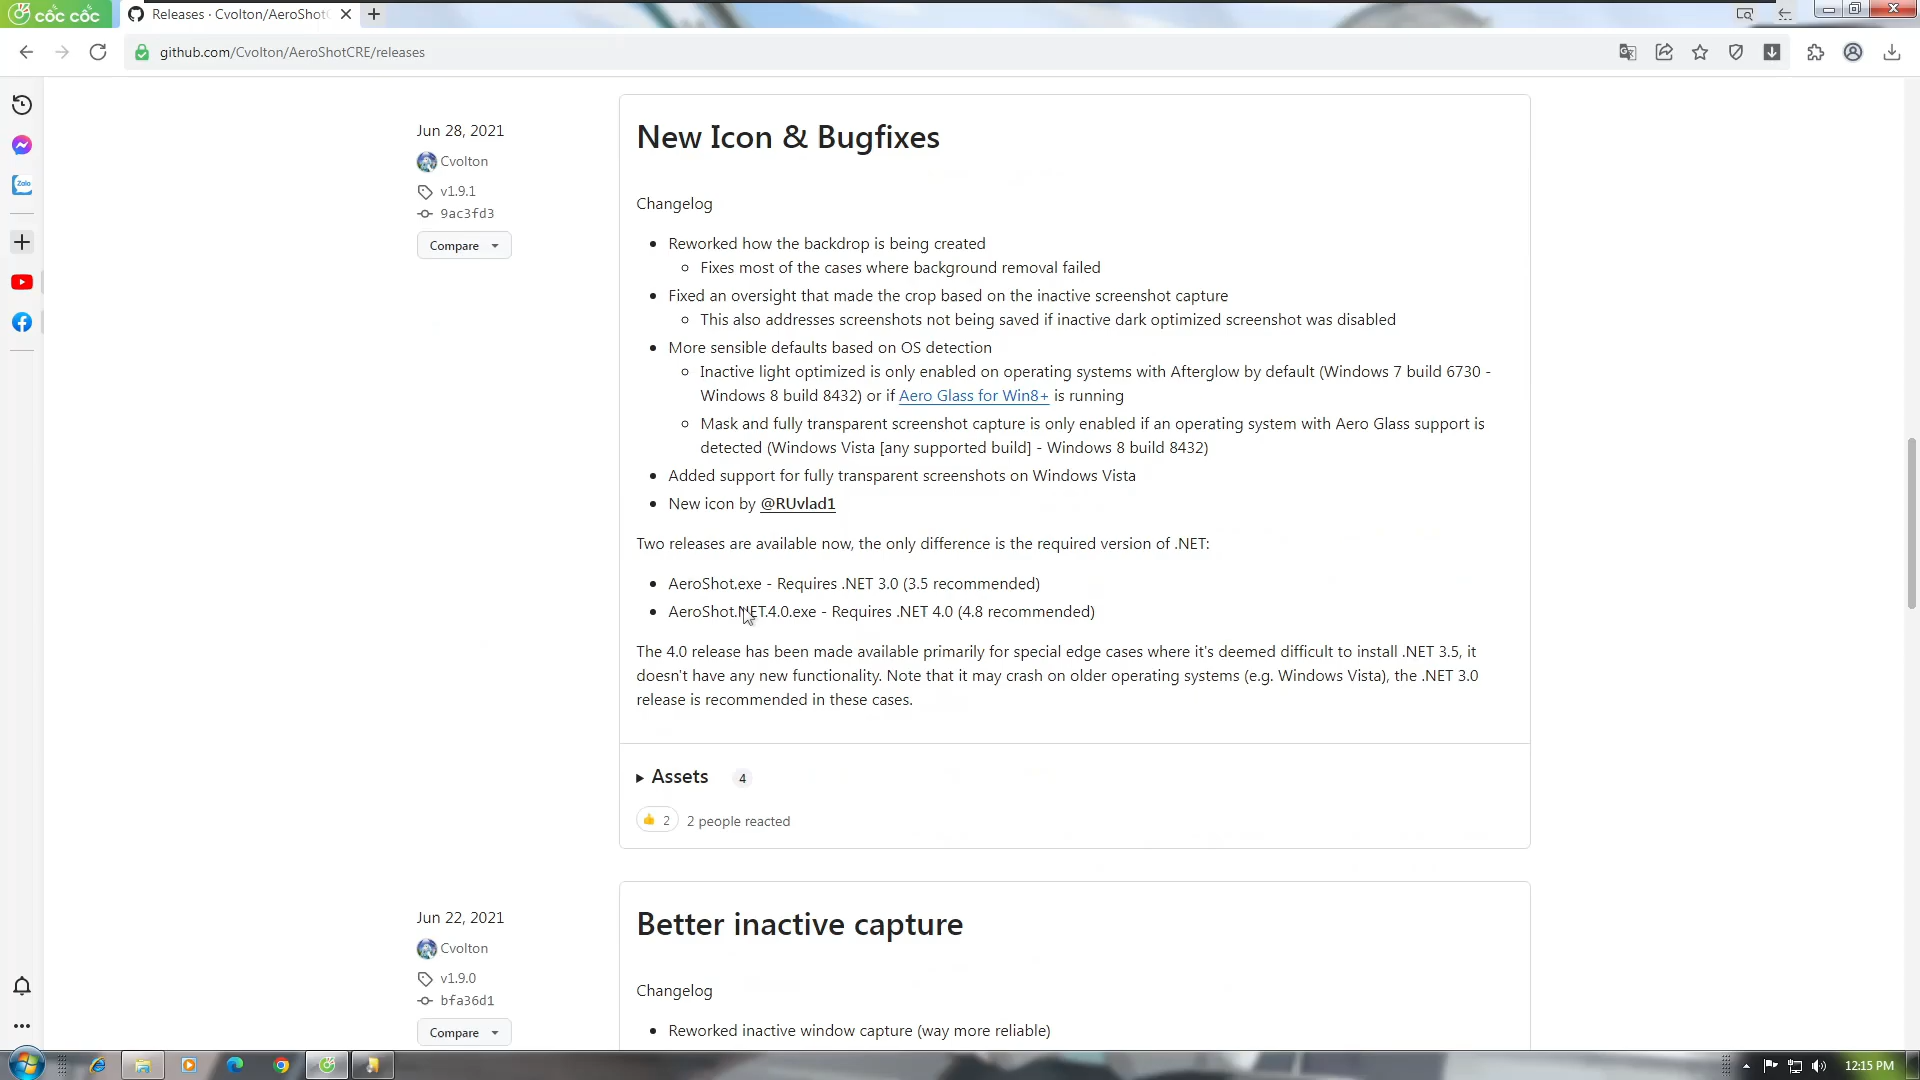 cốc cốc
Releases · Cvolton/AeroShotC
github.com/Cvolton/AeroShotCRE/releases
Zalo
Jun 28, 2021
Cvolton
v1.9.1
9ac3fd3
Compare
New Icon & Bugfixes
Changelog
Reworked how the backdrop is being created
Fixes most of the cases where background removal failed
Fixed an oversight that made the crop based on the inactive screenshot capture
This also addresses screenshots not being saved if inactive dark optimized screenshot was disabled
More sensible defaults based on OS detection
Inactive light optimized is only enabled on operating systems with Afterglow by default (Windows 7 build 6730 -
Windows 8 build 8432) or if Aero Glass for Win8+ is running
Mask and fully transparent screenshot capture is only enabled if an operating system with Aero Glass support is
detected (Windows Vista [any supported build] - Windows 8 build 8432)
Added support for fully transparent screenshots on Windows Vista
New icon by @RUvlad1
Two releases are available now, the only difference is the required version of .NET:
AeroShot.exe - Requires .NET 3.0 (3.5 recommended)
AeroShot.NET.4.0.exe - Requires .NET 4.0 (4.8 recommended)
The 4.0 release has been made available primarily for special edge cases where it's deemed difficult to install .NET 3.5, it
doesn't have any new functionality. Note that it may crash on older operating systems (e.g. Windows Vista), the .NET 3.0
release is recommended in these cases.
Assets 4
👍 2 2 people reacted
Jun 22, 2021
Cvolton
v1.9.0
bfa36d1
Compare
Better inactive capture
Changelog
Reworked inactive window capture (way more reliable)
12:15 PM